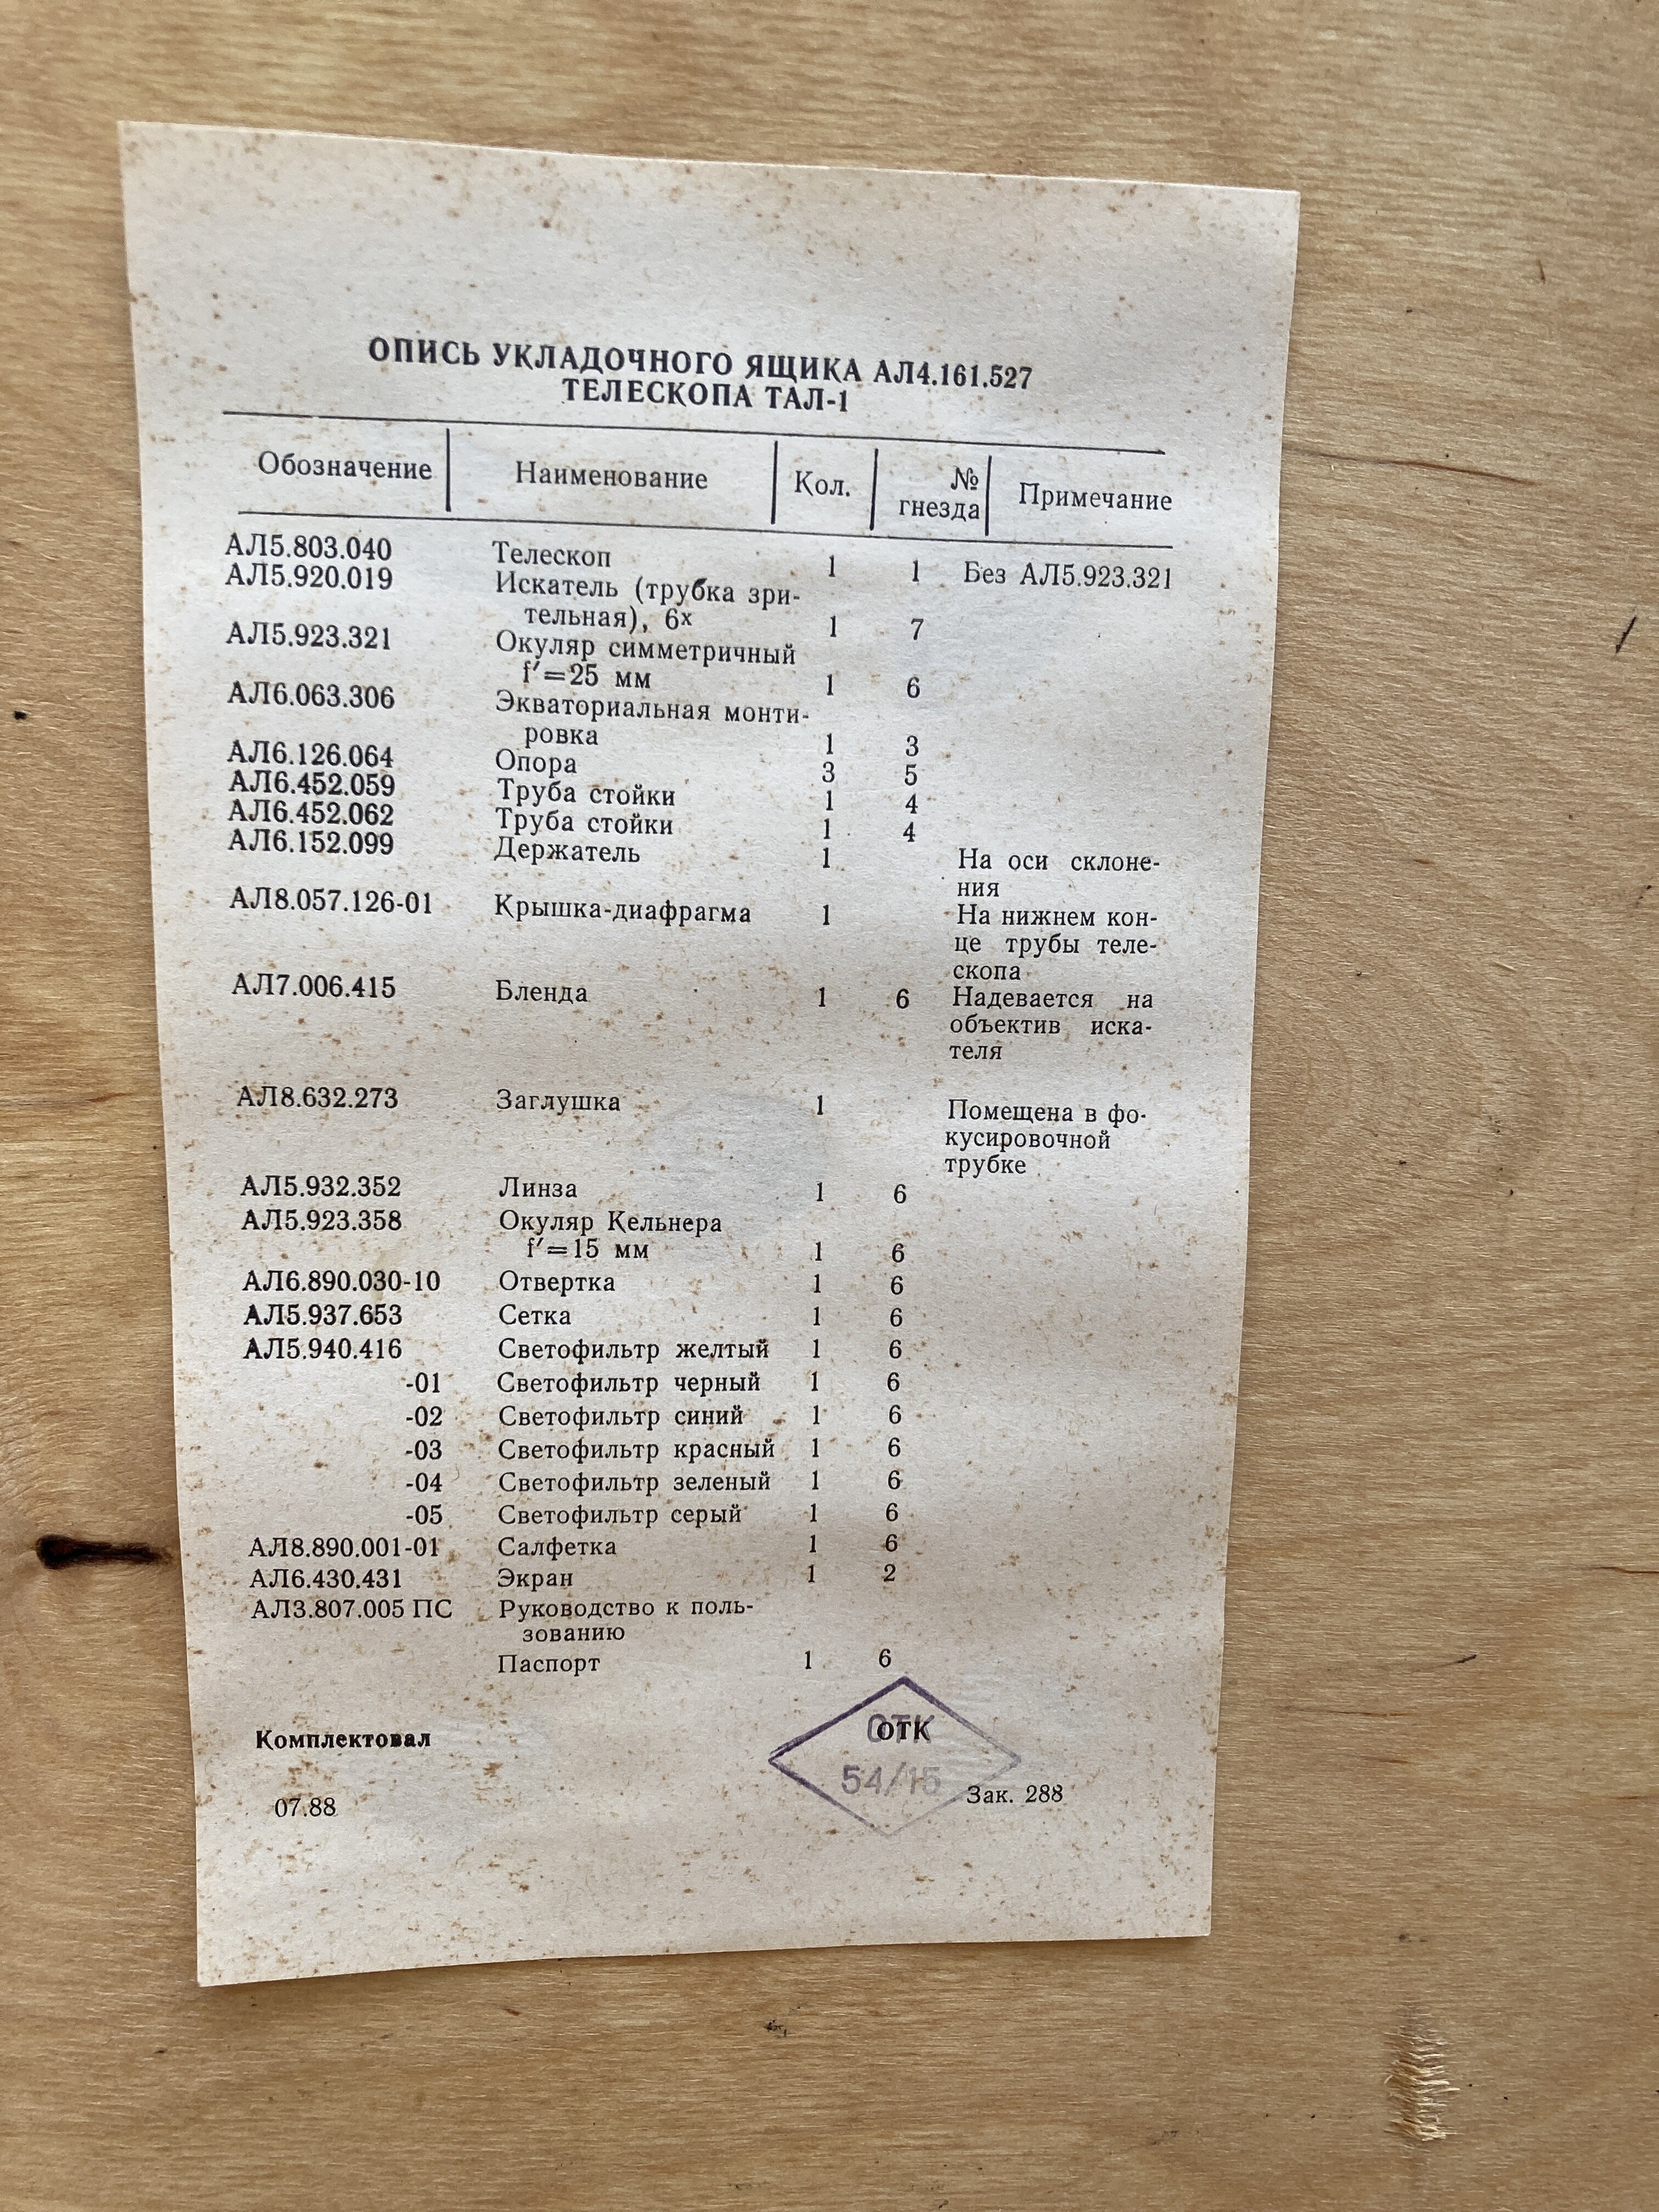 ОПИСЬ УКЛАДОЧНОГО ЯЩИКА АЛ4.161.527
ТЕЛЕСКОПА ТАЛ-1
Обозначение Наименование Кол. № гнезда Примечание
АЛ5.803.040 Телескоп 1 1 Без АЛ5.923.321
АЛ5.920.019 Искатель (трубка зри-
тельная), 6ˣ 1 7
АЛ5.923.321 Окуляр симметричный
f′=25 мм 1 6
АЛ6.063.306 Экваториальная монти-
ровка 1 3
АЛ6.126.064 Опора 3 5
АЛ6.452.059 Труба стойки 1 4
АЛ6.452.062 Труба стойки 1 4
АЛ6.152.099 Держатель 1 На оси склоне-
ния
АЛ8.057.126-01 Крышка-диафрагма 1 На нижнем кон-
це трубы теле-
скопа
АЛ7.006.415 Бленда 1 6 Надевается на
объектив иска-
теля
АЛ8.632.273 Заглушка 1 Помещена в фо-
кусировочной
трубке
АЛ5.932.352 Линза 1 6
АЛ5.923.358 Окуляр Кельнера
f′=15 мм 1 6
АЛ6.890.030-10 Отвертка 1 6
АЛ5.937.653 Сетка 1 6
АЛ5.940.416 Светофильтр желтый 1 6
-01 Светофильтр черный 1 6
-02 Светофильтр синий 1 6
-03 Светофильтр красный 1 6
-04 Светофильтр зеленый 1 6
-05 Светофильтр серый 1 6
АЛ8.890.001-01 Салфетка 1 6
АЛ6.430.431 Экран 1 2
АЛ3.807.005 ПС Руководство к поль-
зованию
Паспорт 1 6
Комплектовал ОТК
ОТК
54/15
07.88 Зак. 288